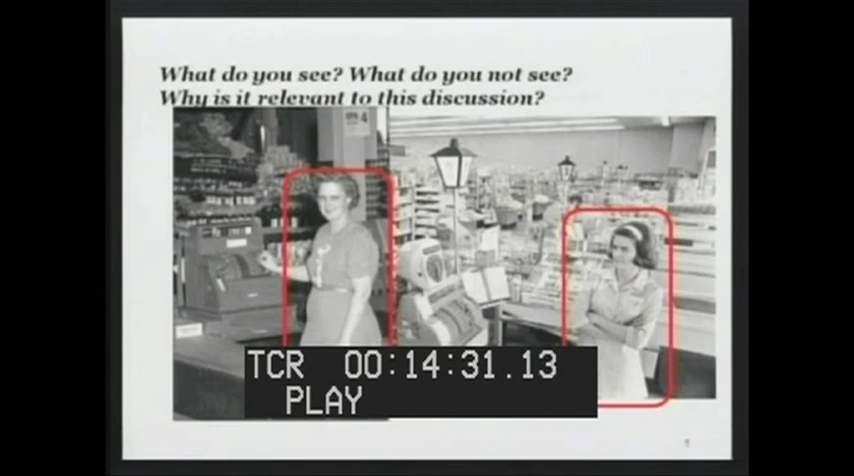 What do you see? What do you not see?
Why is it relevant to this discussion?
TCR 00:14:31.13
PLAY